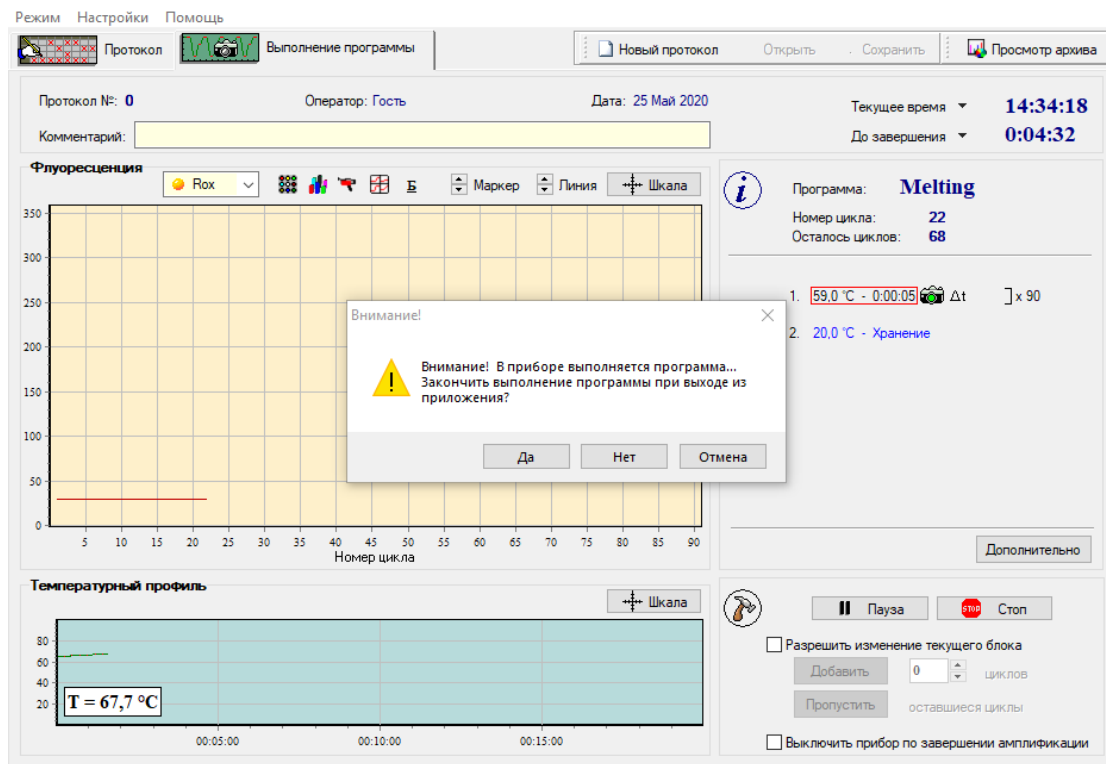 Режим Настройки Помощь
Протокол Выполнение программы Новый протокол Открыть Сохранить Просмотр архива
Протокол №: 0 Оператор: Гость Дата: 25 Май 2020
Комментарий:
Текущее время 14:34:18
До завершения 0:04:32
Флуоресценция
Rox Б Маркер Линия Шкала
350
300
250
200
150
100
50
0
5 10 15 20 25 30 35 40 45 50 55 60 65 70 75 80 85 90
Номер цикла
i Программа: Melting
Номер цикла: 22
Осталось циклов: 68
1. 59,0 °C - 0:00:05 Δt ] x 90
2. 20,0 °C - Хранение
Внимание!
Внимание! В приборе выполняется программа...
Закончить выполнение программы при выходе из
приложения?
Да Нет Отмена
Дополнительно
Температурный профиль
Шкала
80
60
40
20
T = 67,7 °C
00:05:00 00:10:00 00:15:00
Пауза STOP Стоп
Разрешить изменение текущего блока
Добавить 0 циклов
Пропустить оставшиеся циклы
Выключить прибор по завершении амплификации